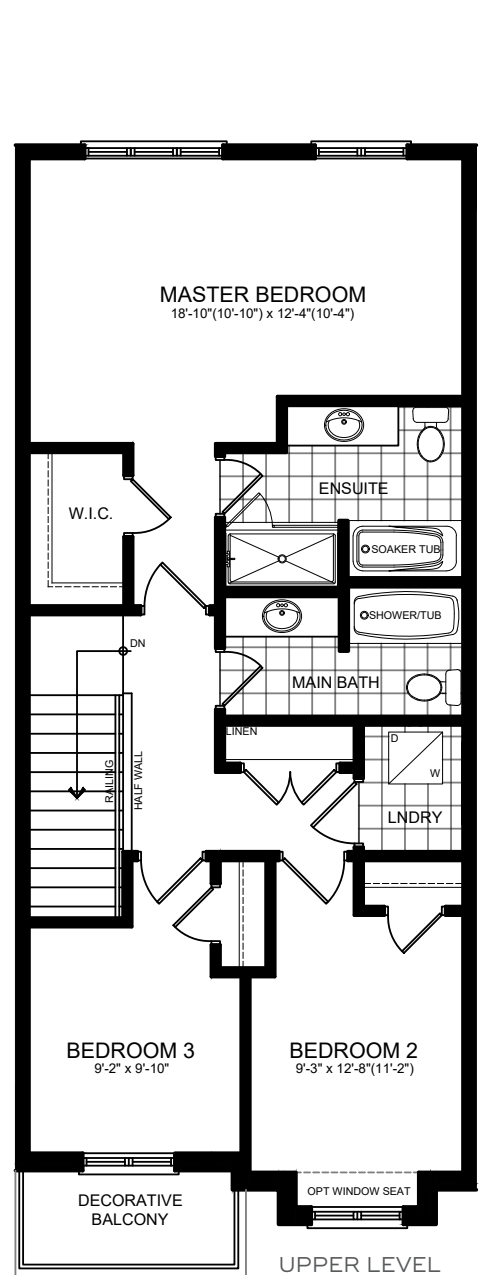 MASTER BEDROOM
18'-10"(10'-10") x 12'-4"(10'-4")
W.I.C.
ENSUITE
SOAKER TUB
SHOWER/TUB
DN
MAIN BATH
LINEN
D
W
RAILING
HALF WALL
LNDRY
BEDROOM 3
9'-2" x 9'-10"
BEDROOM 2
9'-3" x 12'-8"(11'-2")
DECORATIVE
BALCONY
OPT WINDOW SEAT
UPPER LEVEL